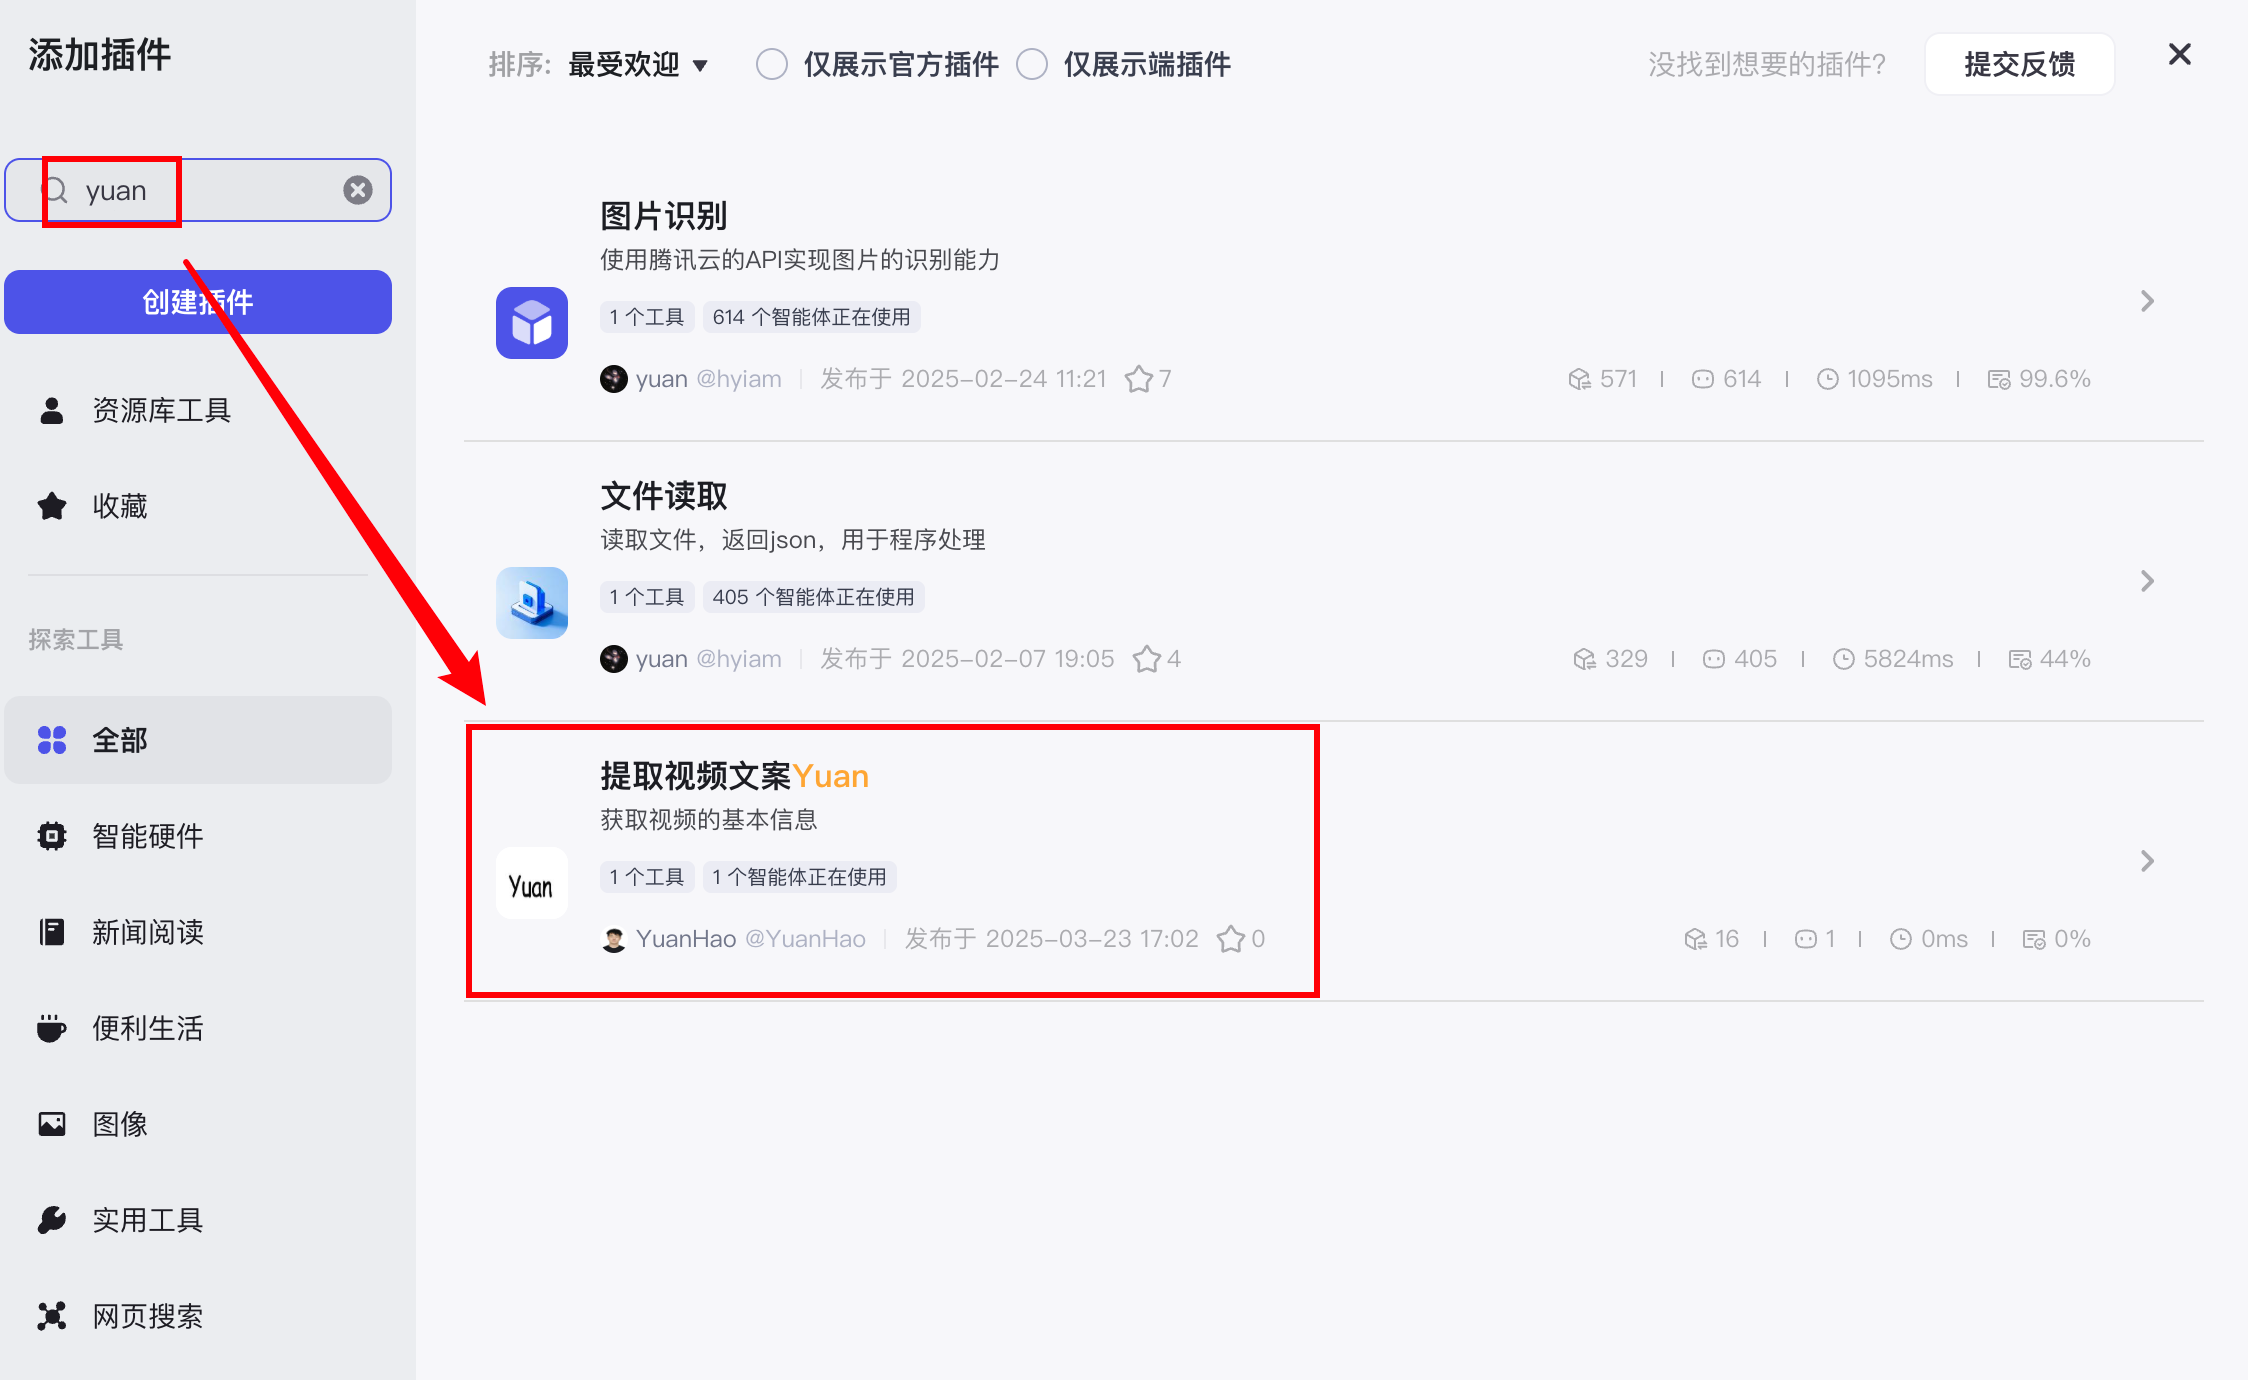 添加插件
yuan
创建插件
资源库工具
收藏
探索工具
全部
智能硬件
新闻阅读
便利生活
图像
实用工具
网页搜索
排序: 最受欢迎 仅展示官方插件 仅展示端插件 没找到想要的插件? 提交反馈
图片识别
使用腾讯云的API实现图片的识别能力
1 个工具 614 个智能体正在使用
yuan @hyiam 发布于 2025-02-24 11:21 7 571 614 1095ms 99.6%
文件读取
读取文件，返回json，用于程序处理
1 个工具 405 个智能体正在使用
yuan @hyiam 发布于 2025-02-07 19:05 4 329 405 5824ms 44%
提取视频文案Yuan
获取视频的基本信息
Yuan
1 个工具 1 个智能体正在使用
YuanHao @YuanHao 发布于 2025-03-23 17:02 0 16 1 0ms 0%